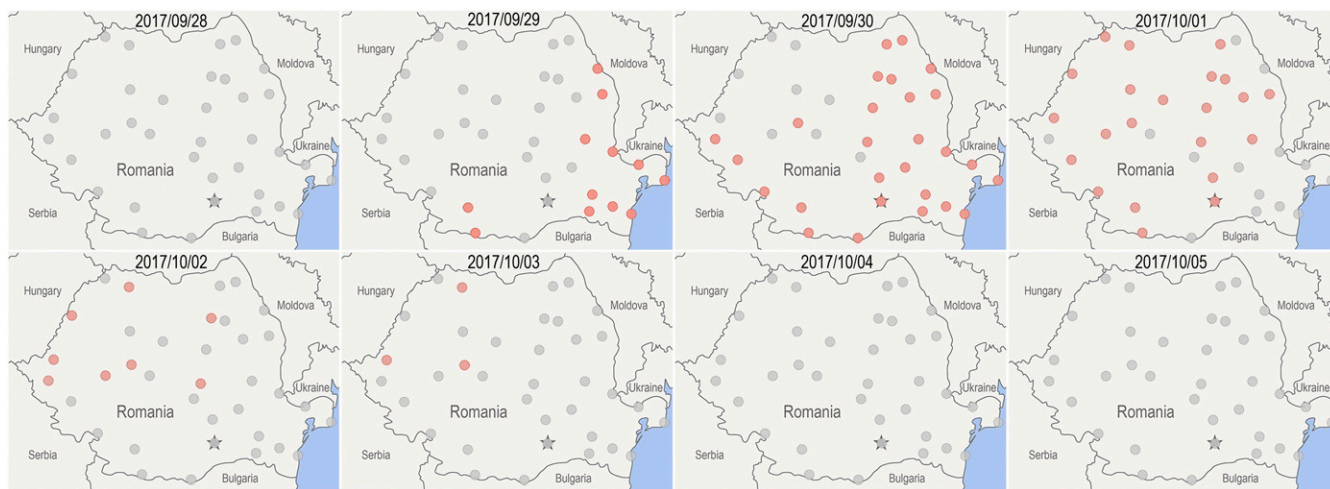 2017/09/28 2017/09/29 2017/09/30 2017/10/01
Hungary Moldova Hungary Moldova Hungary Moldova Hungary Moldova
Ukraine Ukraine Ukraine Ukraine
Romania Romania Romania Romania
Serbia Serbia Serbia Serbia
Bulgaria Bulgaria Bulgaria Bulgaria
2017/10/02 2017/10/03 2017/10/04 2017/10/05
Hungary Moldova Hungary Moldova Hungary Moldova Hungary Moldova
Ukraine Ukraine Ukraine Ukraine
Romania Romania Romania Romania
Serbia Serbia Serbia Serbia
Bulgaria Bulgaria Bulgaria Bulgaria